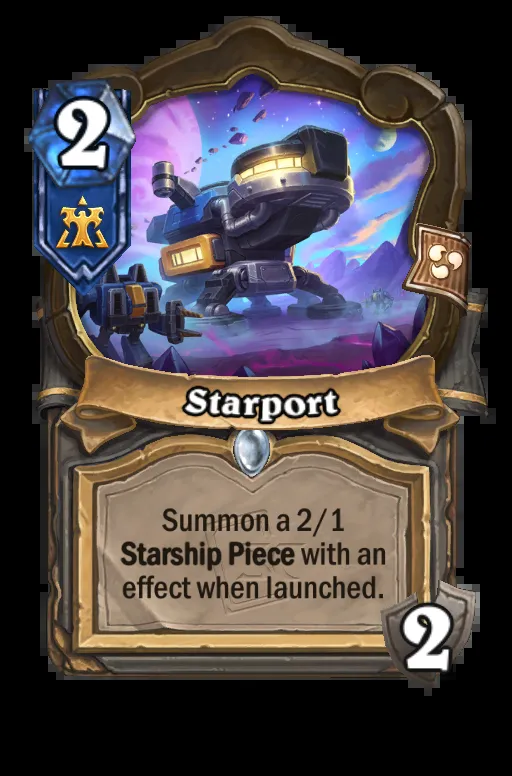 2
Starport
Summon a 2/1
Starship Piece with an
effect when launched.
2